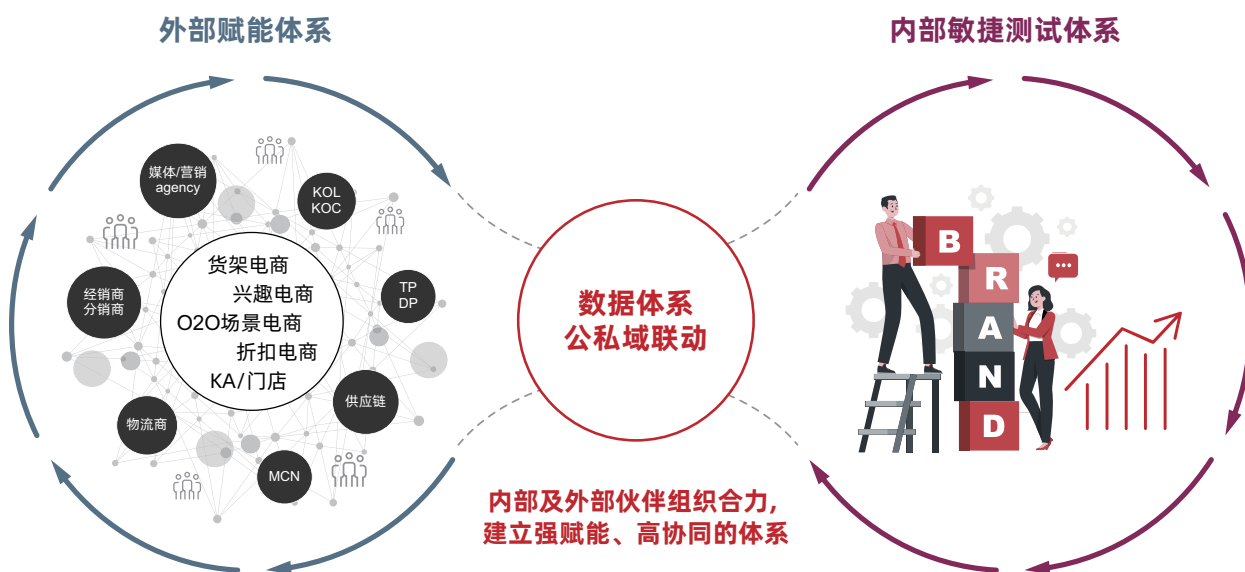 外部赋能体系
内部敏捷测试体系
媒体/营销
agency
KOL
KOC
经销商
分销商
货架电商
兴趣电商
O2O场景电商
折扣电商
KA/门店
TP
DP
物流商
供应链
MCN
数据体系
公私域联动
内部及外部伙伴组织合力,
建立强赋能、高协同的体系
B
R
A
N
D